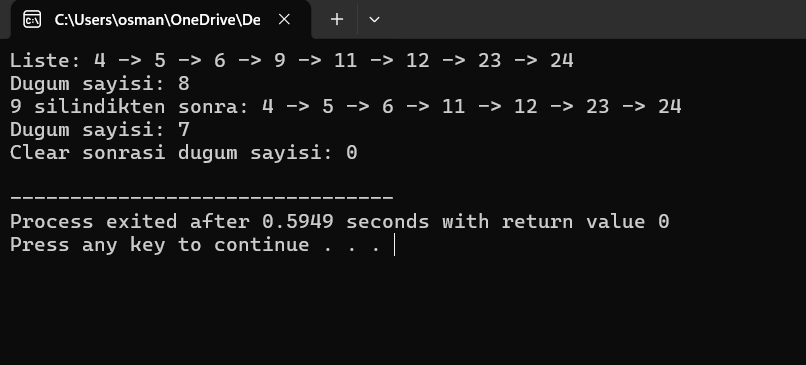 C:\Users\osman\OneDrive\De
Liste: 4 -> 5 -> 6 -> 9 -> 11 -> 12 -> 23 -> 24
Dugum sayisi: 8
9 silindikten sonra: 4 -> 5 -> 6 -> 11 -> 12 -> 23 -> 24
Dugum sayisi: 7
Clear sonrasi dugum sayisi: 0
--------------------------------
Process exited after 0.5949 seconds with return value 0
Press any key to continue . . .